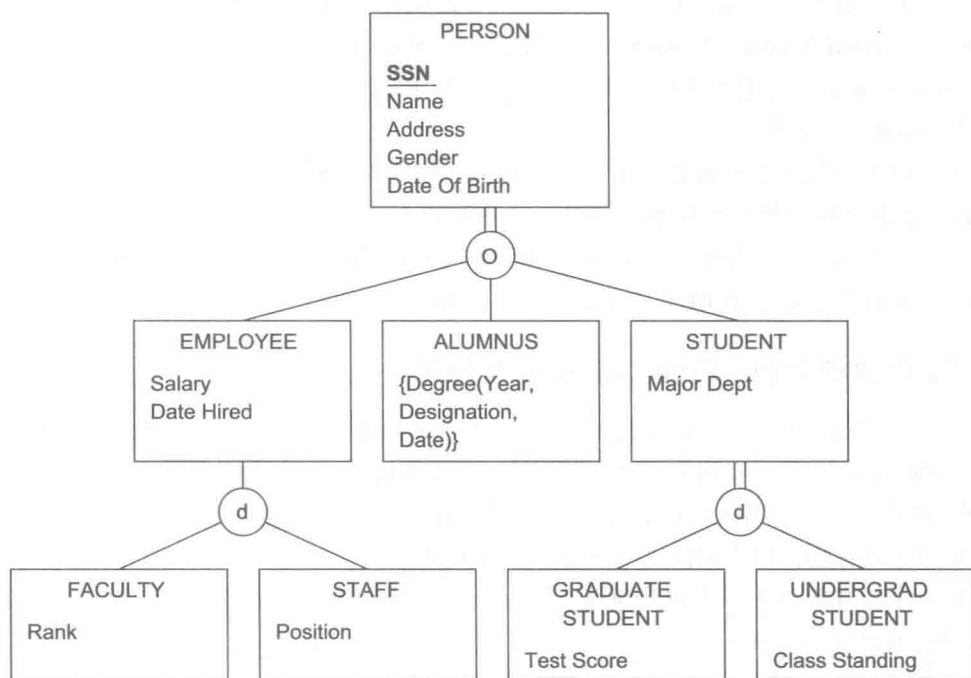 PERSON
SSN
Name
Address
Gender
Date Of Birth
O
EMPLOYEE
Salary
Date Hired
ALUMNUS
{Degree(Year,
Designation,
Date)}
STUDENT
Major Dept
d
d
FACULTY
Rank
STAFF
Position
GRADUATE
STUDENT
Test Score
UNDERGRAD
STUDENT
Class Standing